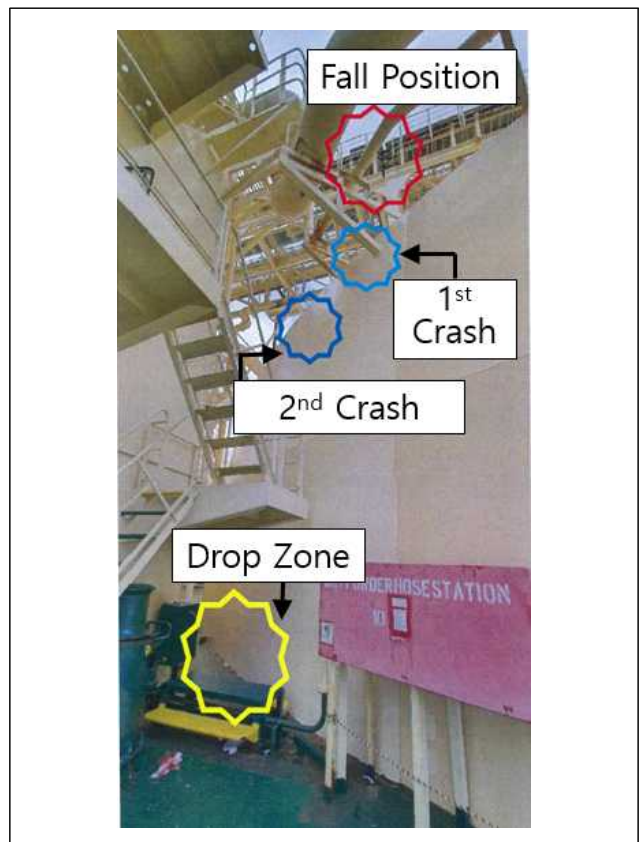 Fall Position
1st
Crash
2nd Crash
Drop Zone
HOSESTATION